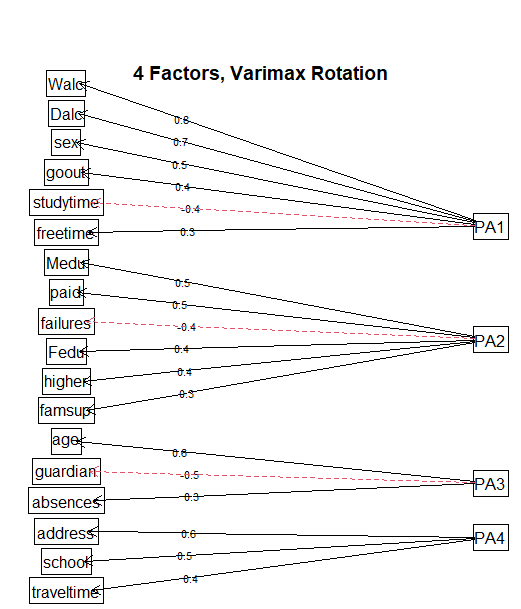 4 Factors, Varimax Rotation
Walc
0.8
Dalc
0.7
sex
0.5
goout
0.4
studytime
-0.4
PA1
freetime
0.3
Medu
0.5
paid
0.5
failures
-0.4
PA2
Fedu
0.4
higher
0.4
famsup
0.3
age
0.6
guardian
-0.5
PA3
absences
0.3
address
0.6
PA4
school
0.5
traveltime
0.4